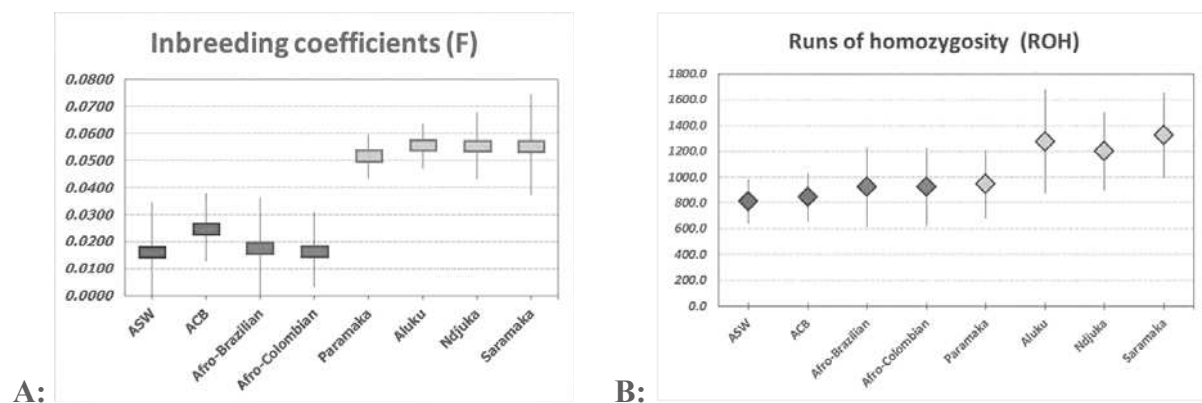 Inbreeding coefficients (F)
0.0800
0.0700
0.0600
0.0500
0.0400
0.0300
0.0200
0.0100
0.0000
ASW
ACB
Afro-Brazilian
Afro-Colombian
Paramaka
Aluku
Ndjuka
Saramaka
A:
Runs of homozygosity (ROH)
1800.0
1600.0
1400.0
1200.0
1000.0
800.0
600.0
400.0
200.0
0.0
ASW
ACB
Afro-Brazilian
Afro-Colombian
Paramaka
Aluku
Ndjuka
Saramaka
B: